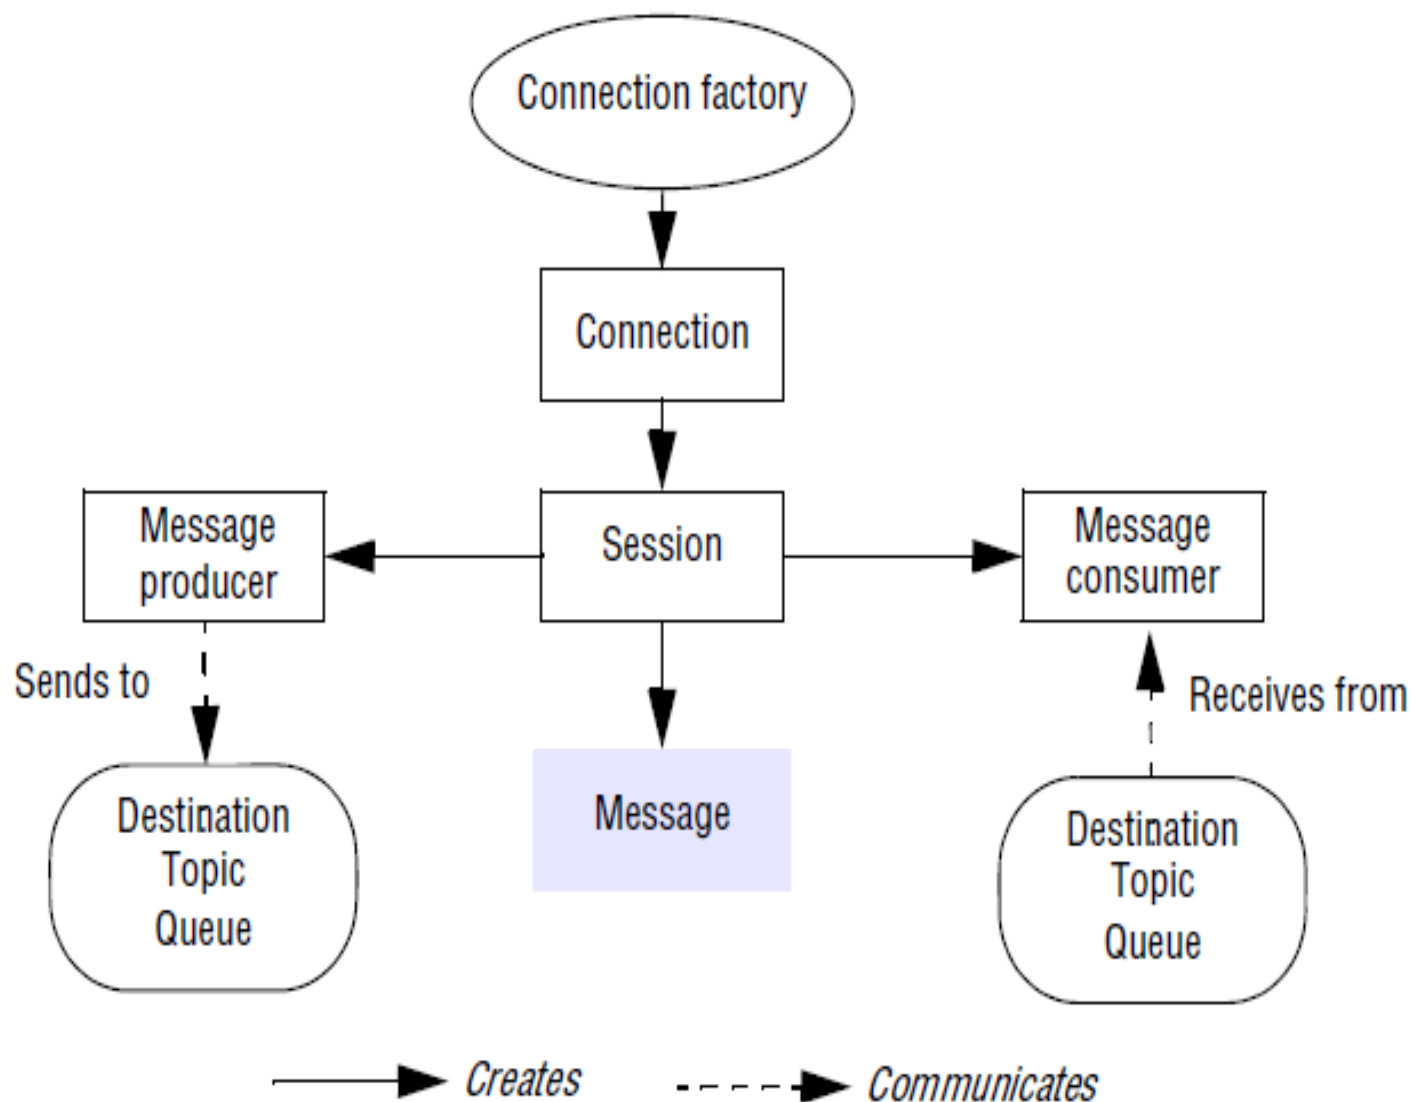 Connection factory
Connection
Message
producer
Session
Message
consumer
Sends to
Receives from
Destination
Topic
Queue
Message
Destination
Topic
Queue
Creates
Communicates